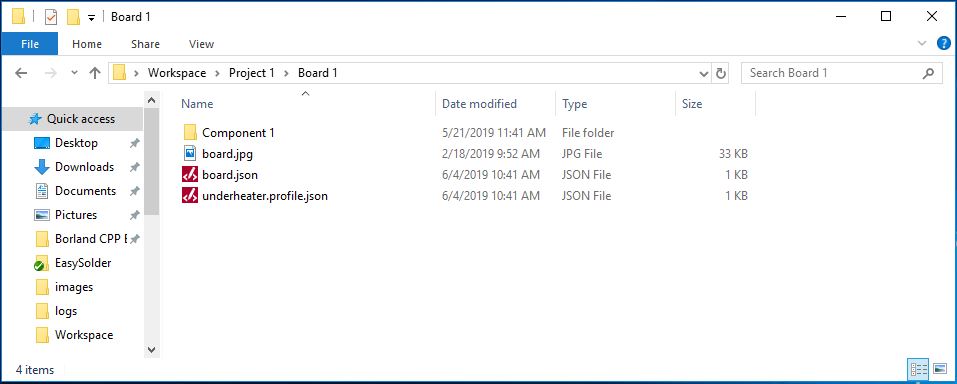 Board 1
File Home Share View
Workspace Project 1 Board 1
Search Board 1
Name Date modified Type Size
Quick access
Desktop
Downloads
Documents
Pictures
Borland CPP E
EasySolder
images
logs
Workspace
Component 1 5/21/2019 11:41 AM File folder
board.jpg 2/18/2019 9:52 AM JPG File 33 KB
board.json 6/4/2019 10:41 AM JSON File 1 KB
underheater.profile.json 6/4/2019 10:41 AM JSON File 1 KB
4 items